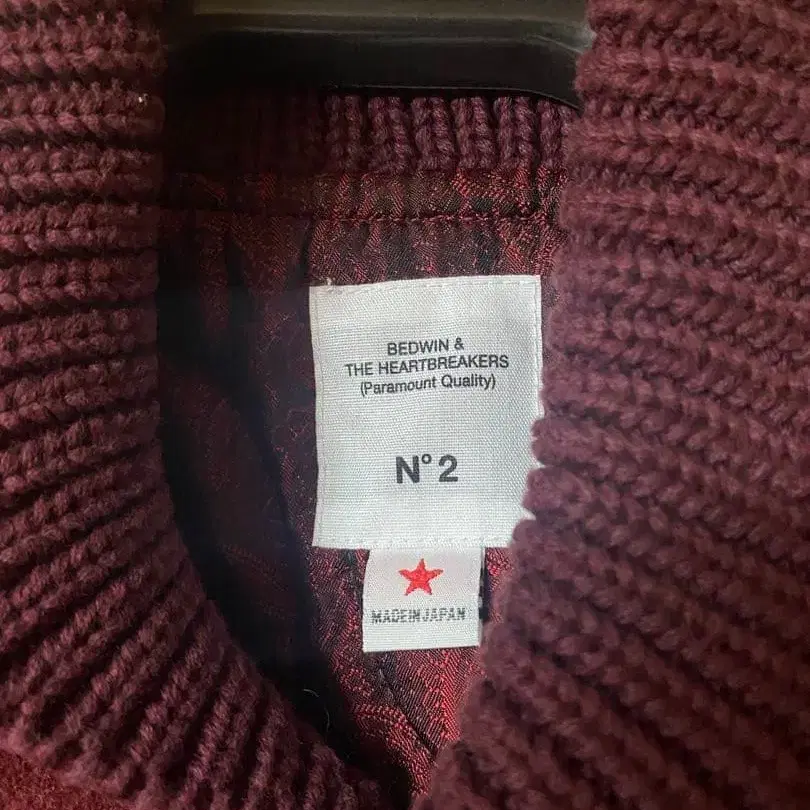 BEDWIN &
THE HEARTBREAKERS
(Paramount Quality)
N° 2
MADE IN JAPAN